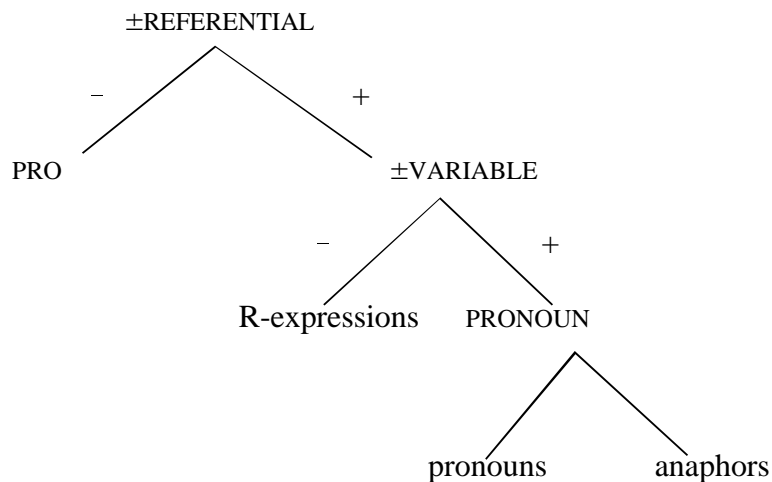 ±REFERENTIAL
– +
PRO ±VARIABLE
– +
R-expressions PRONOUN
pronouns anaphors